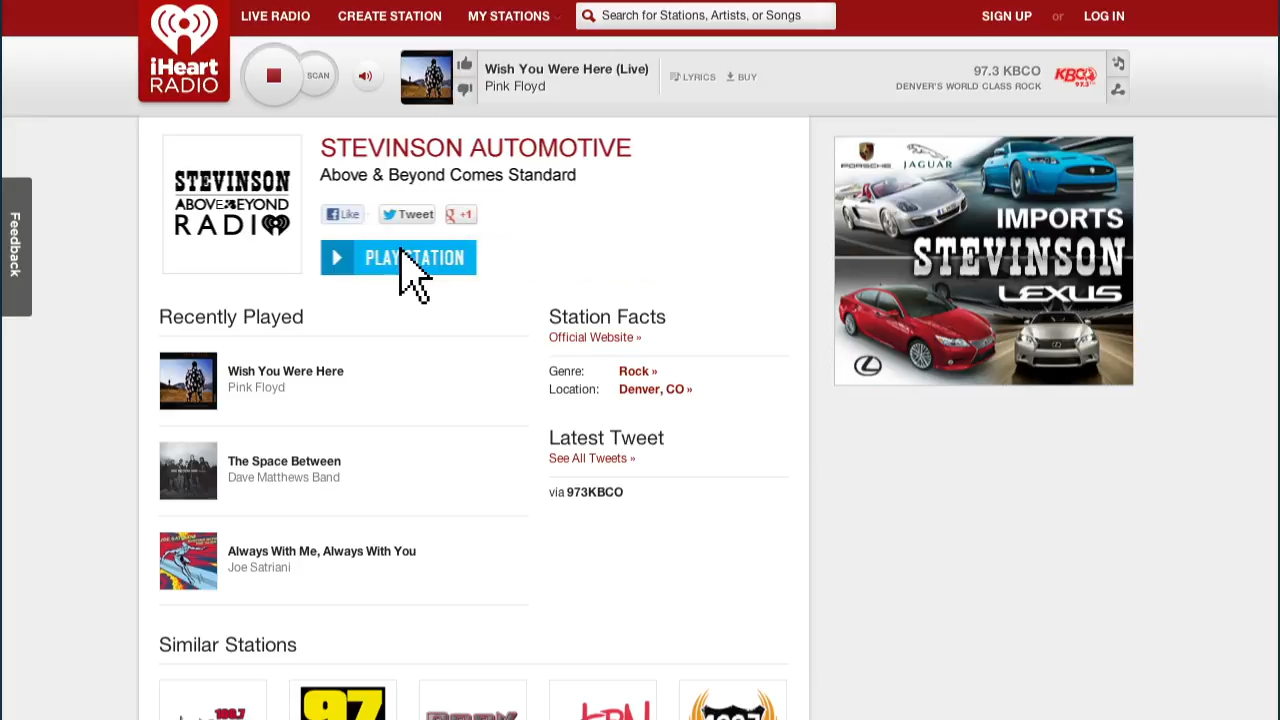 LIVE RADIO
CREATE STATION
MY STATIONS
Search for Stations, Artists, or Songs
SIGN UP
or
LOG IN
iHeart
RADIO
SCAN
Wish You Were Here (Live)
Pink Floyd
LYRICS
BUY
97.3 KBCO
DENVER'S WORLD CLASS ROCK
KBCO
97.3
Feedback
STEVINSON
ABOVE & BEYOND
RADIO
STEVINSON AUTOMOTIVE
Above & Beyond Comes Standard
Like
Tweet
+1
PLAY STATION
PORSCHE
JAGUAR
IMPORTS
STEVINSON
LEXUS
Recently Played
Wish You Were Here
Pink Floyd
The Space Between
Dave Matthews Band
Always With Me, Always With You
Joe Satriani
Station Facts
Official Website »
Genre: Rock »
Location: Denver, CO »
Latest Tweet
See All Tweets »
via 973KBCO
Similar Stations
97